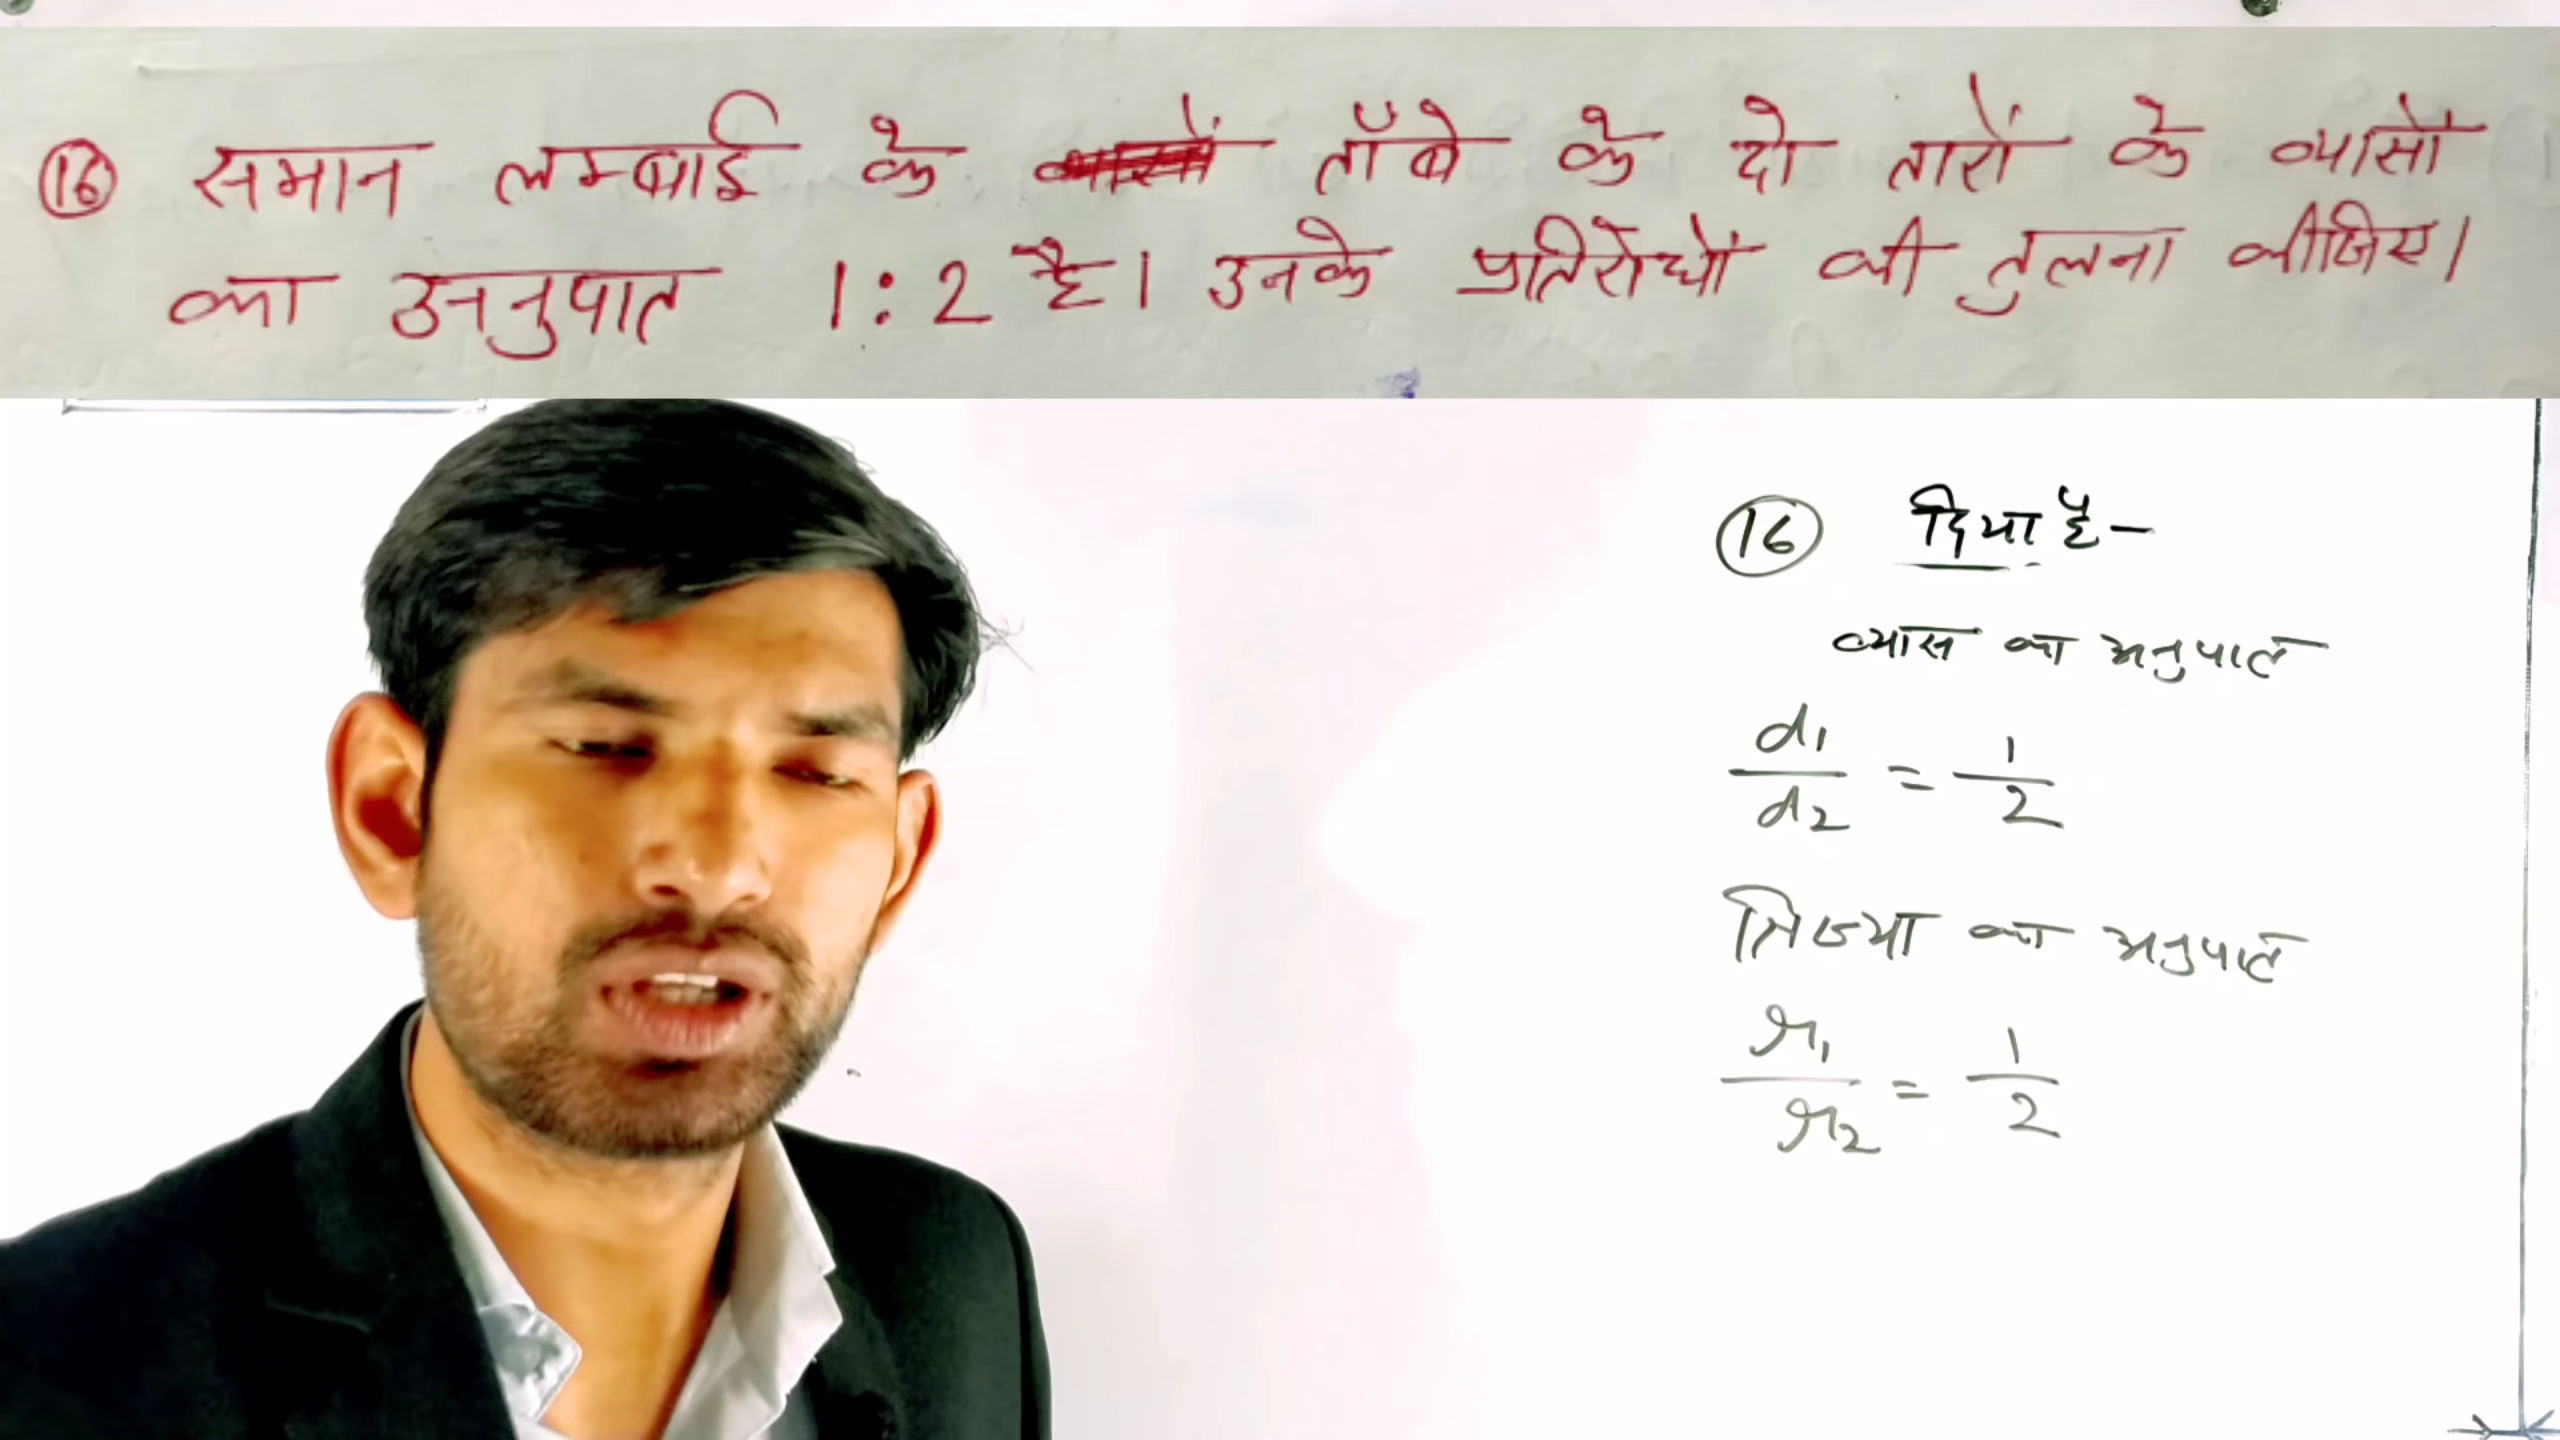 (16) समान लम्बाई के ताँबे के दो तारों के व्यासों
का अनुपात 1:2 है। उनके प्रतिरोधों की तुलना कीजिए।
(16) दिया है-
व्यास का अनुपात
d1/d2 = 1/2
त्रिज्या का अनुपात
r1/r2 = 1/2